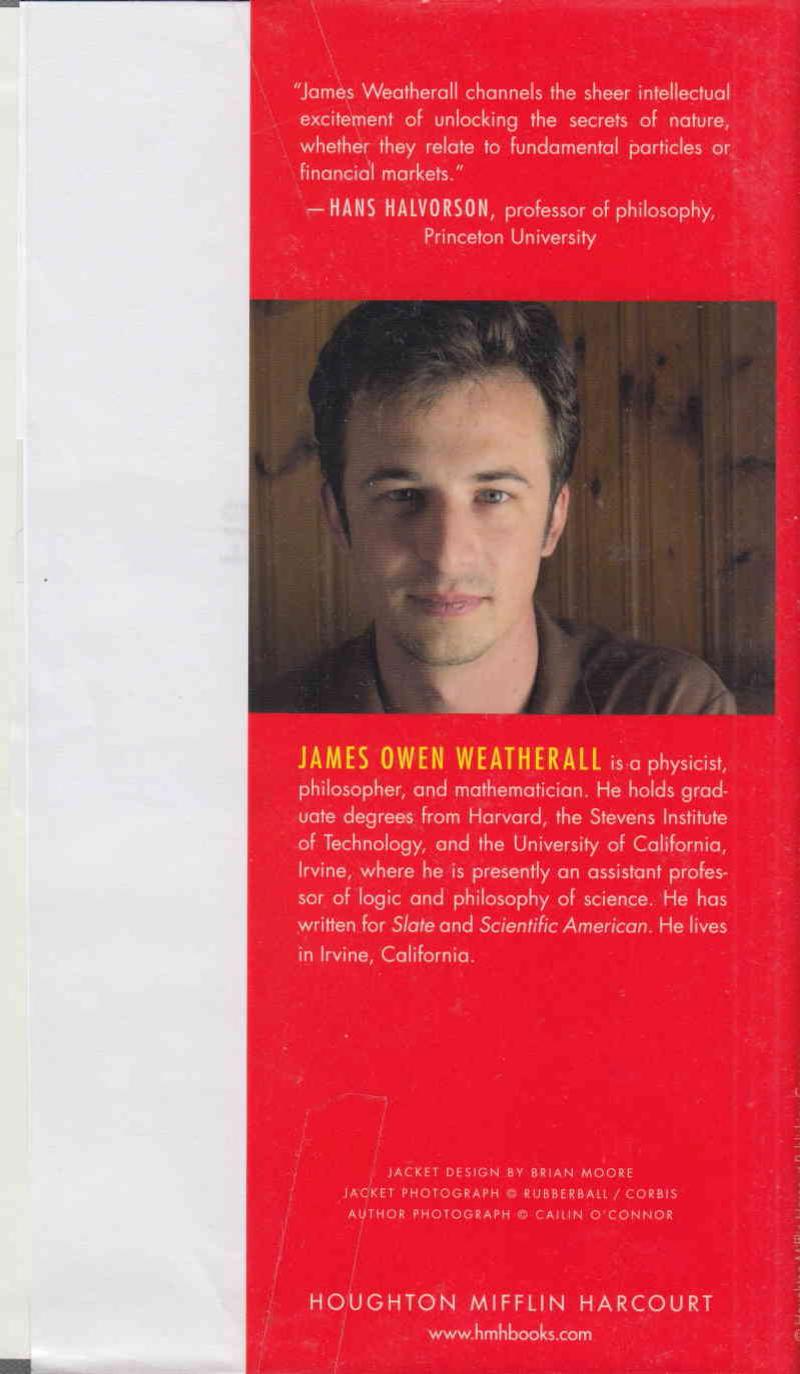 "James Weatherall channels the sheer intellectual
excitement of unlocking the secrets of nature,
whether they relate to fundamental particles or
financial markets."
— HANS HALVORSON, professor of philosophy,
Princeton University
JAMES OWEN WEATHERALL is a physicist,
philosopher, and mathematician. He holds grad-
uate degrees from Harvard, the Stevens Institute
of Technology, and the University of California,
Irvine, where he is presently an assistant profes-
sor of logic and philosophy of science. He has
written for Slate and Scientific American. He lives
in Irvine, California.
JACKET DESIGN BY BRIAN MOORE
JACKET PHOTOGRAPH © RUBBERBALL / CORBIS
AUTHOR PHOTOGRAPH © CAILIN O'CONNOR
HOUGHTON MIFFLIN HARCOURT
www.hmhbooks.com